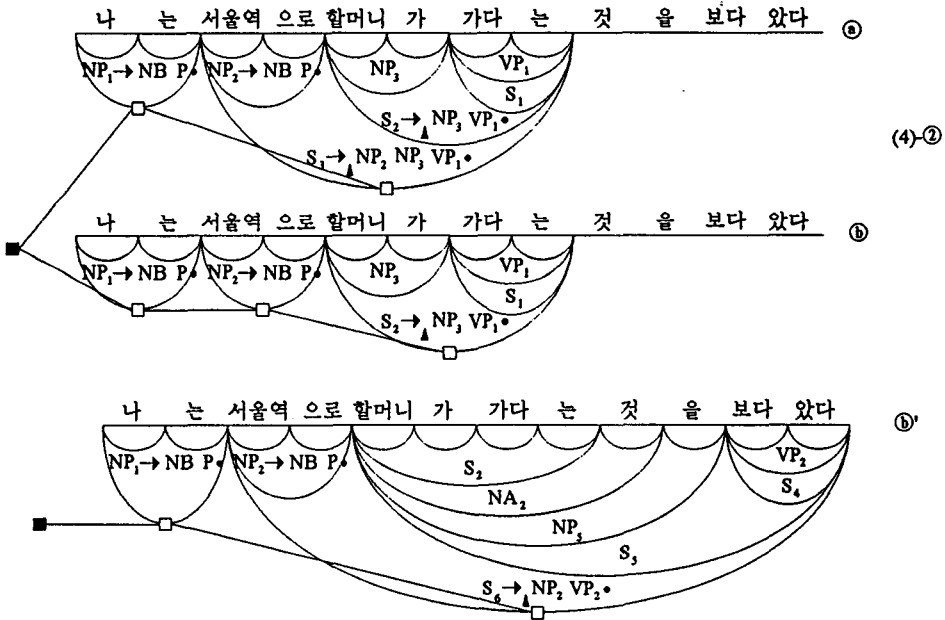 나 는 서울역 으로 할머니 가 가다 는 것 을 보다 았다 ⓐ
NP₁→ NB P• NP₂→ NB P• NP₃ VP₁
S₁
S₂→ NP₃ VP₁•
(4)-②
S₁→ NP₂ NP₃ VP₁•
나 는 서울역 으로 할머니 가 가다 는 것 을 보다 았다 ⓑ
NP₁→ NB P• NP₂→ NB P• NP₃ VP₁
S₁
S₂→ NP₃ VP₁•
나 는 서울역 으로 할머니 가 가다 는 것 을 보다 았다 ⓑ'
NP₁→ NB P• NP₂→ NB P• S₂ VP₂
S₄
NA₂
NP₅
S₅
S₆→ NP₂ VP₂•